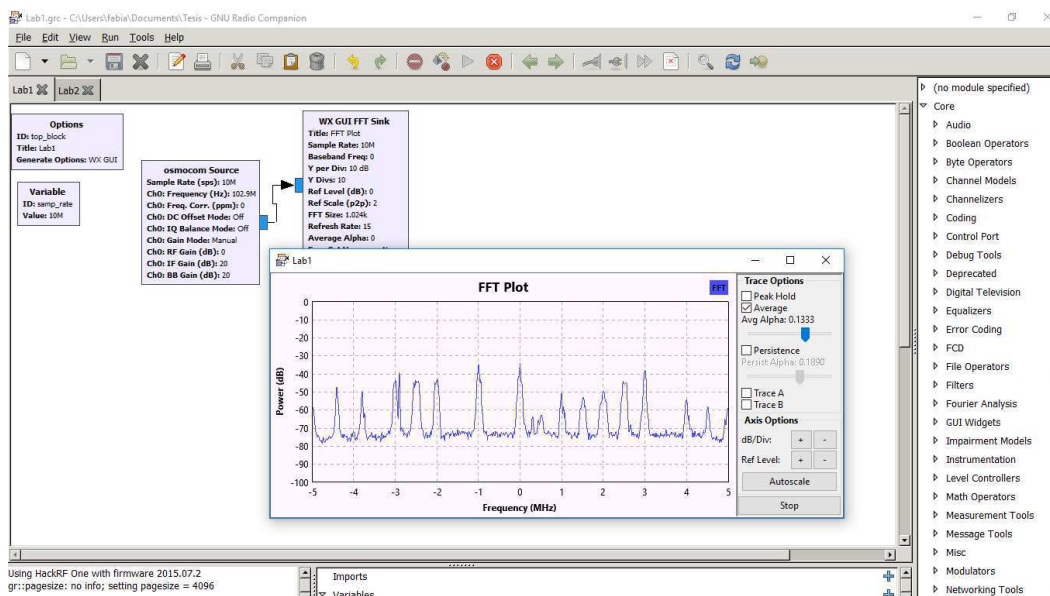 Lab1.grc - C:\Users\fabia\Documents\Tesis - GNU Radio Companion
File Edit View Run Tools Help
Lab1
Lab2
Options
ID: top_block
Title: Lab1
Generate Options: WX GUI
Variable
ID: samp_rate
Value: 10M
osmocom Source
Sample Rate (sps): 10M
Ch0: Frequency (Hz): 102.9M
Ch0: Freq. Corr. (ppm): 0
Ch0: DC Offset Mode: Off
Ch0: IQ Balance Mode: Off
Ch0: Gain Mode: Manual
Ch0: RF Gain (dB): 0
Ch0: IF Gain (dB): 20
Ch0: BB Gain (dB): 20
WX GUI FFT Sink
Title: FFT Plot
Sample Rate: 10M
Baseband Freq: 0
Y per Div: 10 dB
Y Divs: 10
Ref Level (dB): 0
Ref Scale (p2p): 2
FFT Size: 1.024k
Refresh Rate: 15
Average Alpha: 0
Lab1
FFT Plot
FFT
0
-10
-20
-30
-40
-50
-60
-70
-80
-90
-100
Power (dB)
-5 -4 -3 -2 -1 0 1 2 3 4 5
Frequency (MHz)
Trace Options
Peak Hold
Average
Avg Alpha: 0.1333
Persistence
Persist Alpha: 0.1890
Trace A
Trace B
Axis Options
dB/Div: + -
Ref Level: + -
Autoscale
Stop
(no module specified)
Core
Audio
Boolean Operators
Byte Operators
Channel Models
Channelizers
Coding
Control Port
Debug Tools
Deprecated
Digital Television
Equalizers
Error Coding
FCD
File Operators
Filters
Fourier Analysis
GUI Widgets
Impairment Models
Instrumentation
Level Controllers
Math Operators
Measurement Tools
Message Tools
Misc
Modulators
Networking Tools
Using HackRF One with firmware 2015.07.2
gr::pagesize: no info; setting pagesize = 4096
Imports
Variables